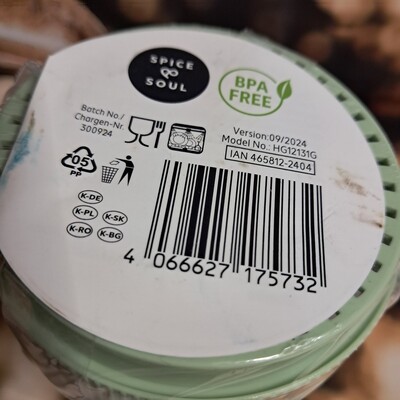 SPICE
&
SOUL
BPA
FREE
Batch No./
Chargen-Nr.
300924
Version:09/2024
Model No.: HG12131G
IAN 465812-2404
05
PP
K-DE
K-PL
K-SK
K-RO
K-BG
4 066627 175732